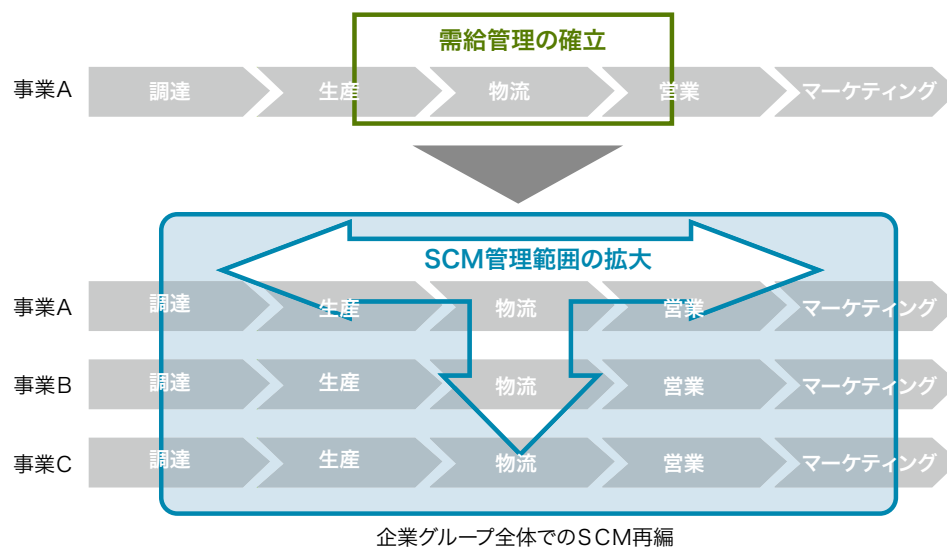 需給管理の確立
事業A 調達 生産 物流 営業 マーケティング
SCM管理範囲の拡大
事業A 調達 生産 物流 営業 マーケティング
事業B 調達 生産 物流 営業 マーケティング
事業C 調達 生産 物流 営業 マーケティング
企業グループ全体でのSCM再編